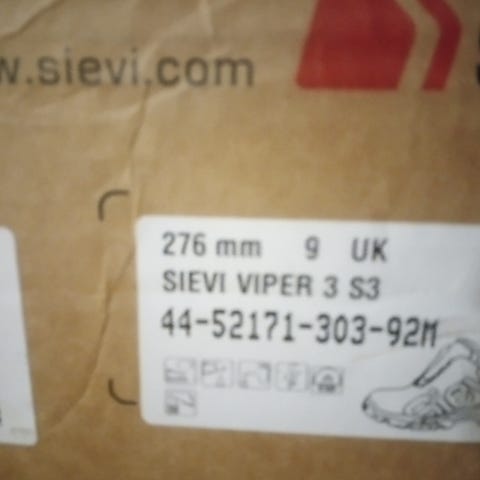 w.sievi.com
276 mm 9 UK
SIEVI VIPER 3 S3
44-52171-303-92M